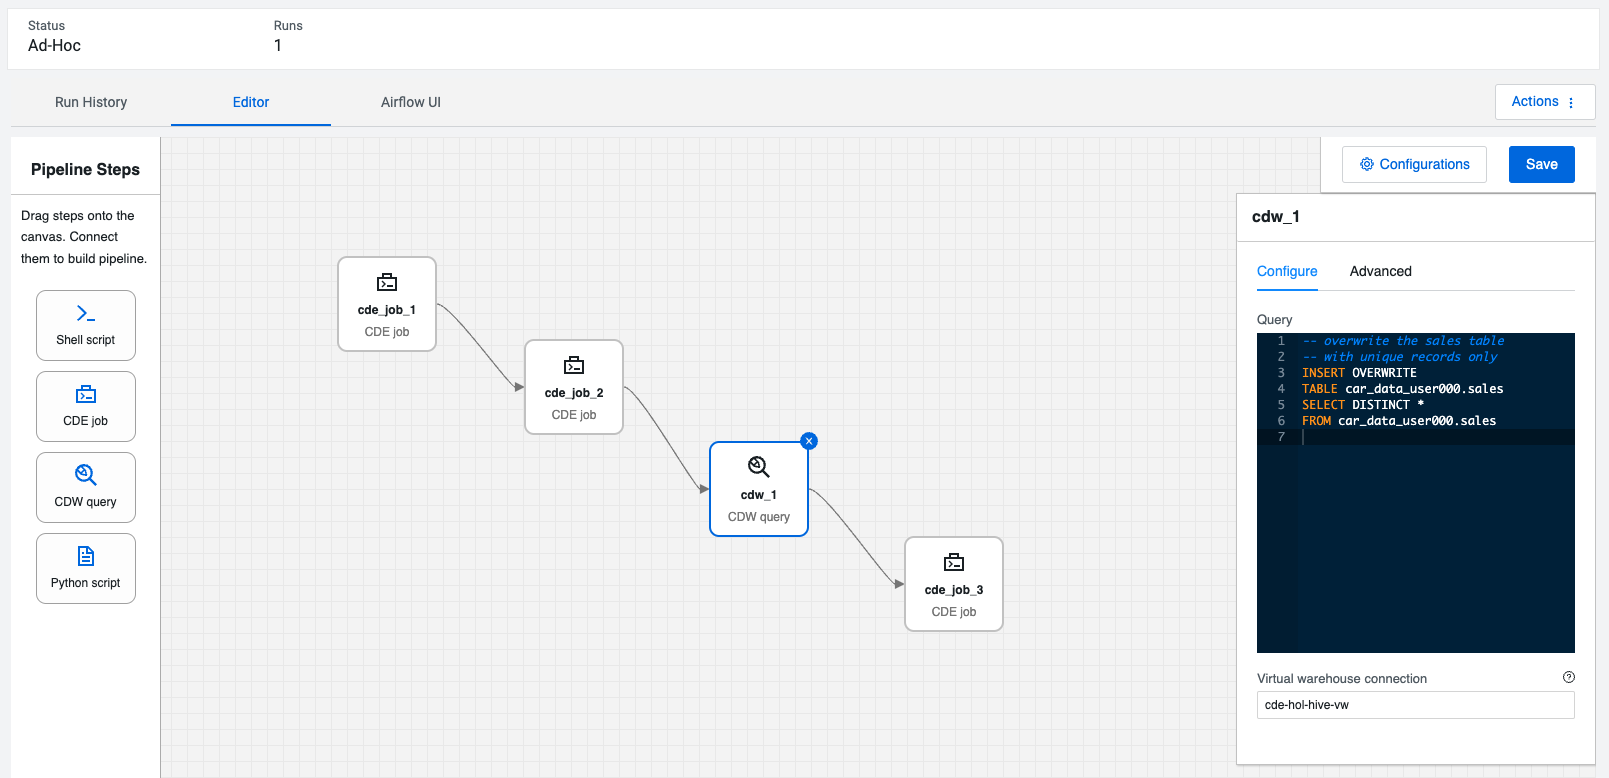 Status
Runs
Ad-Hoc
1
Run History
Editor
Airflow UI
Actions
Pipeline Steps
Drag steps onto the
canvas. Connect
them to build pipeline.
Shell script
CDE job
CDW query
Python script
cde_job_1
CDE job
cde_job_2
CDE job
cdw_1
CDW query
cde_job_3
CDE job
Configurations
Save
cdw_1
Configure
Advanced
Query
1 -- overwrite the sales table
2 -- with unique records only
3 INSERT OVERWRITE
4 TABLE car_data_user000.sales
5 SELECT DISTINCT *
6 FROM car_data_user000.sales
7
Virtual warehouse connection
cde-hol-hive-vw